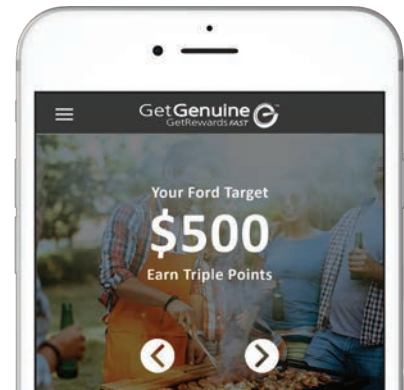 GetGenuine
GetRewards FAST
Your Ford Target
$500
Earn Triple Points